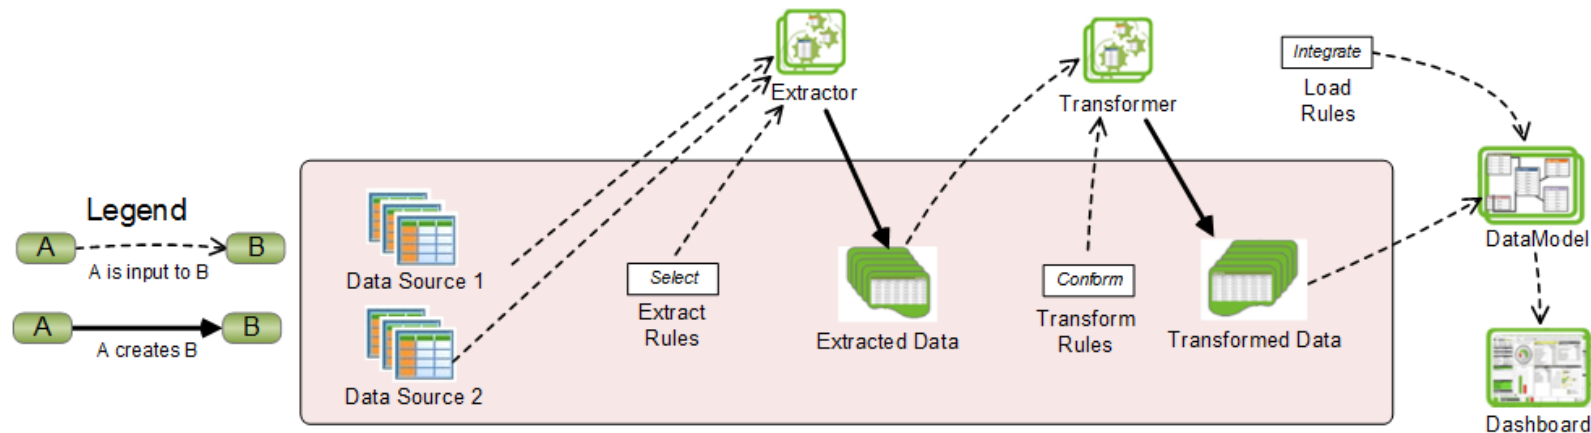 Extractor
Transformer
Integrate
Load
Rules
Legend
A
B
A is input to B
A
B
A creates B
Data Source 1
Data Source 2
Select
Extract
Rules
Extracted Data
Conform
Transform
Rules
Transformed Data
DataModel
Dashboard